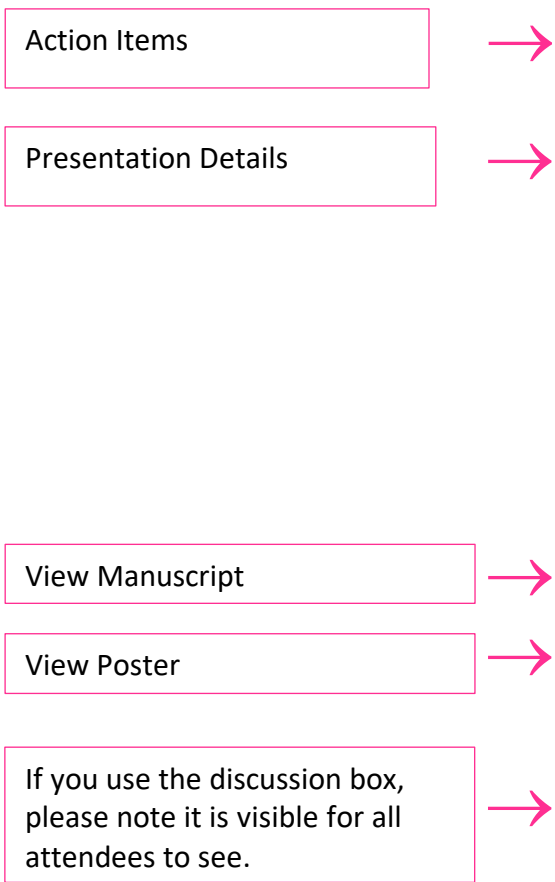 Action Items
Presentation Details
View Manuscript
View Poster
If you use the discussion box,
please note it is visible for all
attendees to see.